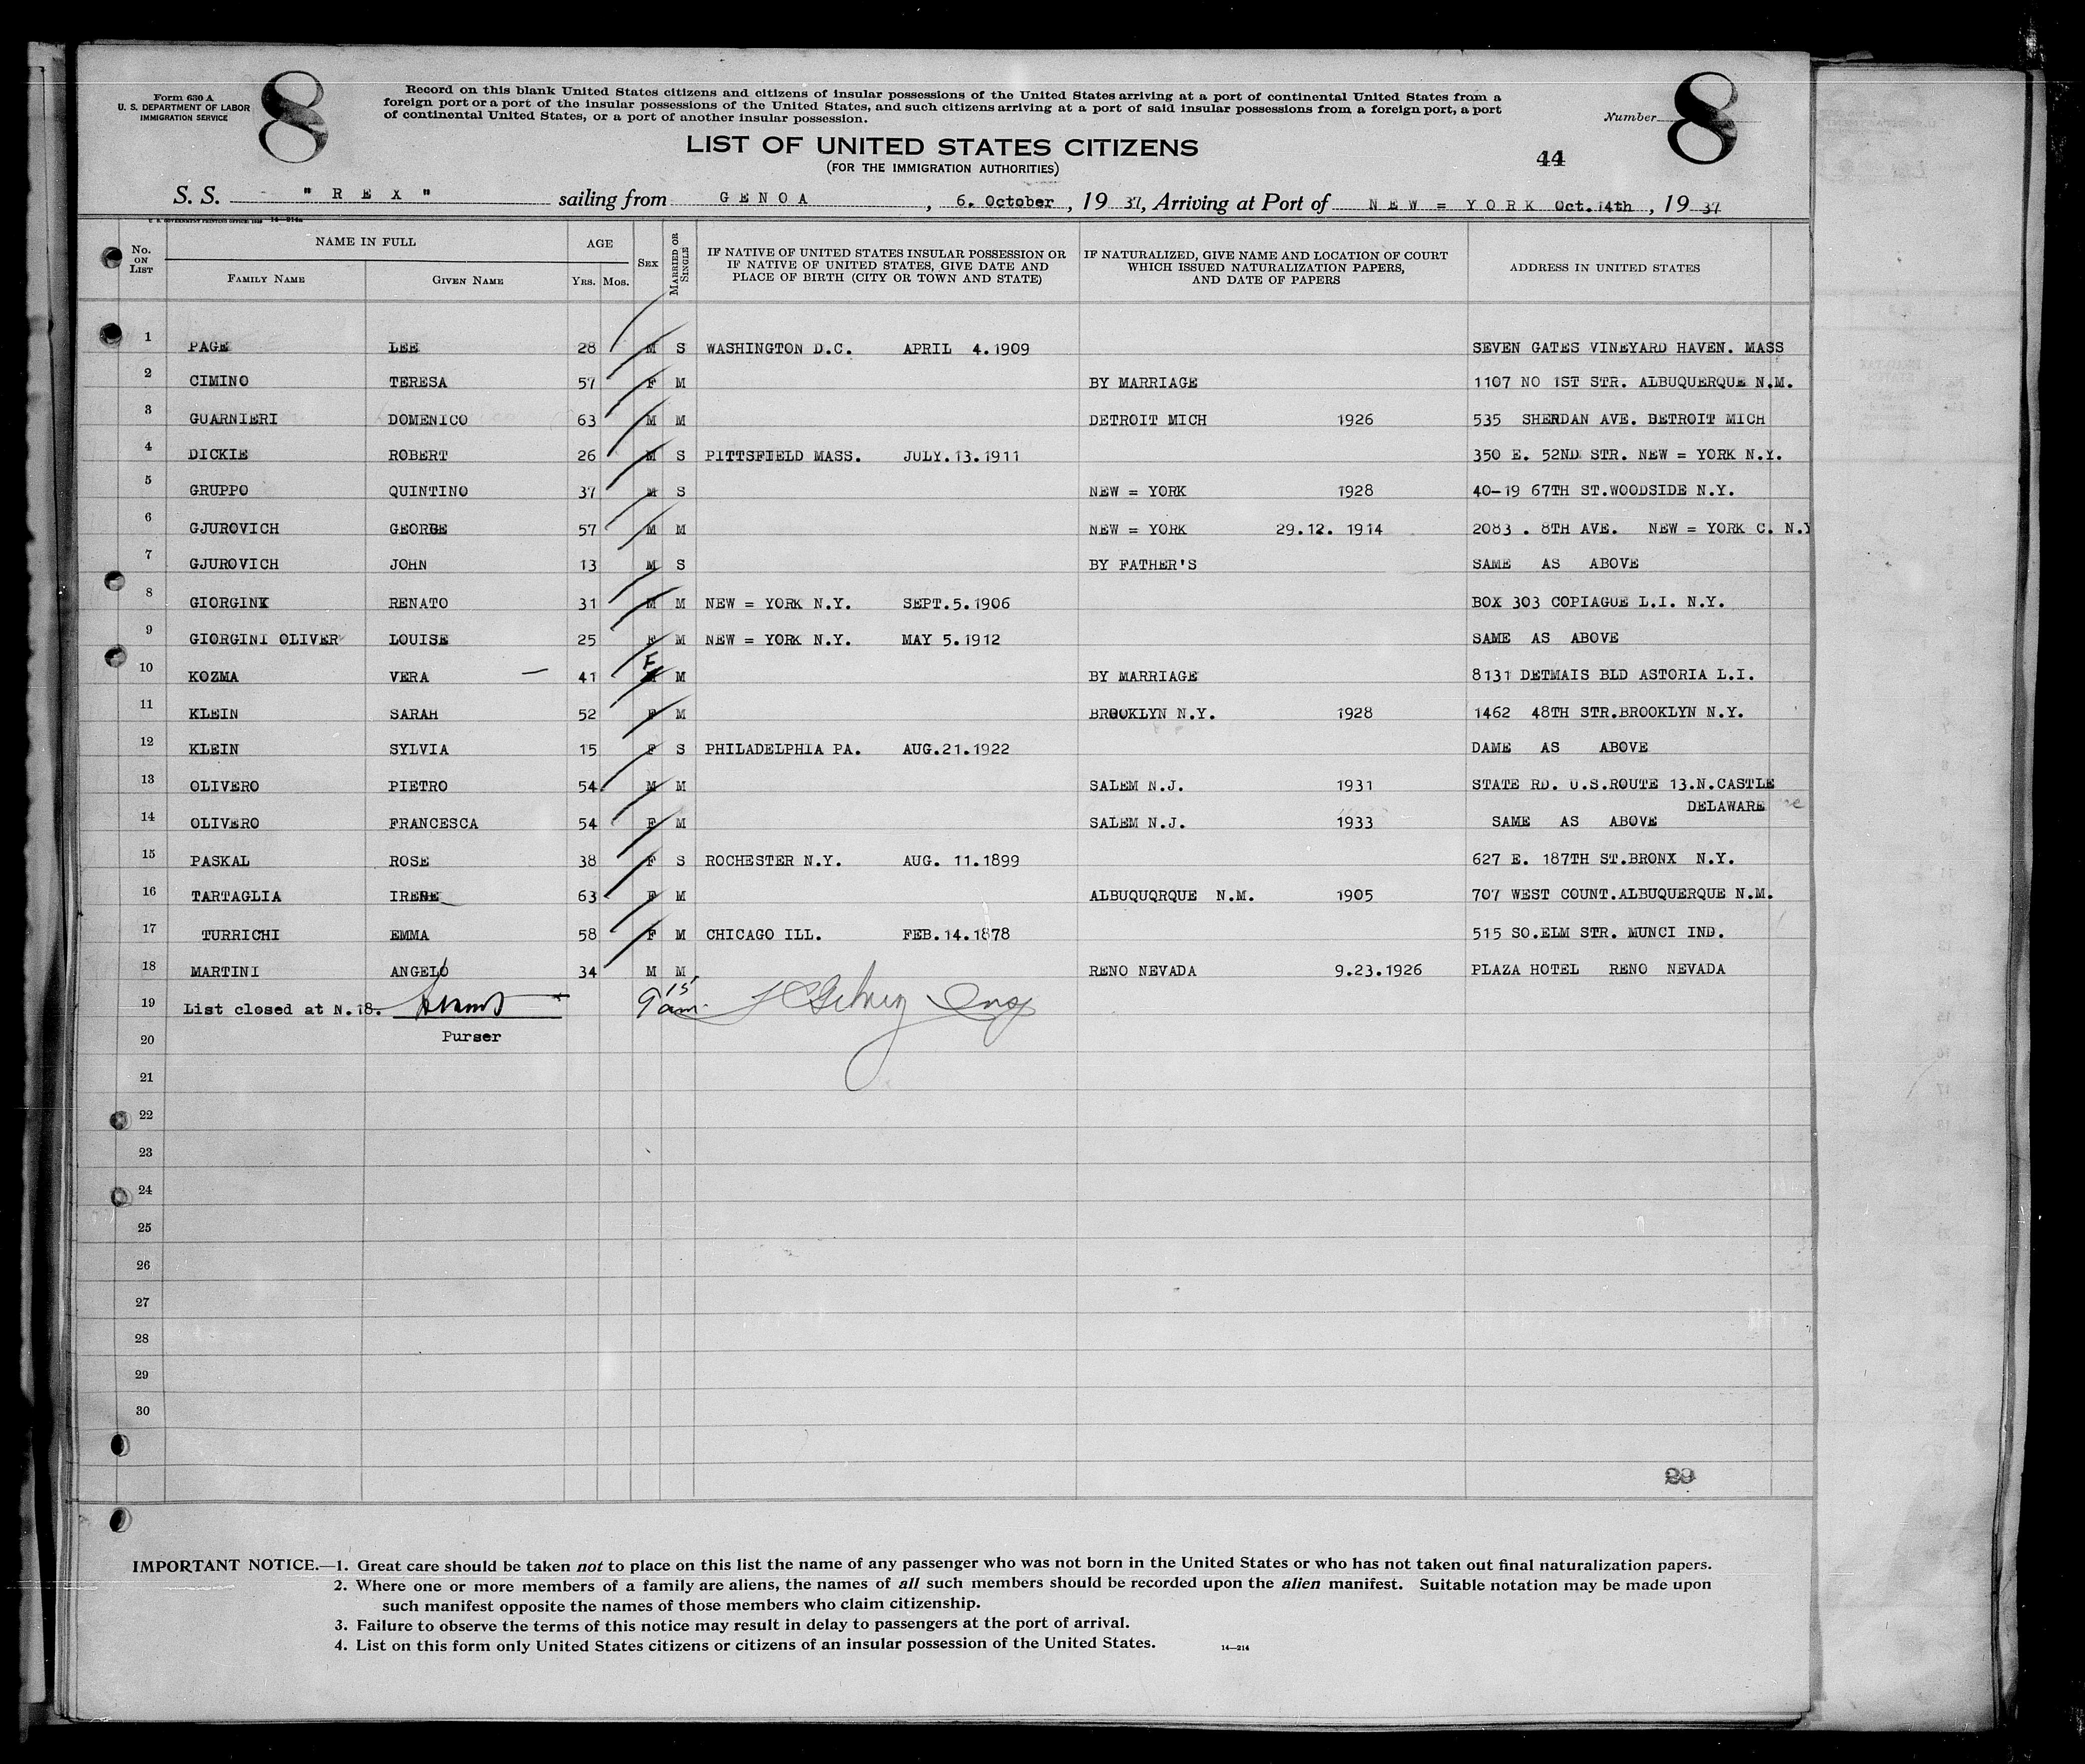 Form 630 A
U. S. DEPARTMENT OF LABOR
IMMIGRATION SERVICE
8
Record on this blank United States citizens and citizens of insular possessions of the United States arriving at a port of continental United States from a
foreign port or a port of the insular possessions of the United States, and such citizens arriving at a port of said insular possessions from a foreign port, a port
of continental United States, or a port of another insular possession.
Number 8
LIST OF UNITED STATES CITIZENS
(FOR THE IMMIGRATION AUTHORITIES)
44
S. S. " R E X " sailing from G E N O A , 6. October , 19 37, Arriving at Port of N E W = Y O R K Oct.14th , 19 37
U. S. GOVERNMENT PRINTING OFFICE: 14—214a
No. ON LIST NAME IN FULL FAMILY NAME GIVEN NAME AGE YRS. MOS. SEX MARRIED OR SINGLE IF NATIVE OF UNITED STATES INSULAR POSSESSION OR IF NATIVE OF UNITED STATES, GIVE DATE AND PLACE OF BIRTH (CITY OR TOWN AND STATE) IF NATURALIZED, GIVE NAME AND LOCATION OF COURT WHICH ISSUED NATURALIZATION PAPERS, AND DATE OF PAPERS ADDRESS IN UNITED STATES
1 PAGE LEE 28 M S WASHINGTON D.C. APRIL 4.1909 SEVEN GATES VINEYARD HAVEN. MASS
2 CIMINO TERESA 57 F M BY MARRIAGE 1107 NO 1ST STR. ALBUQUERQUE N.M.
3 GUARNIERI DOMENICO 63 M M DETROIT MICH 1926 535 SHERDAN AVE. DETROIT MICH
4 DICKIE ROBERT 26 M S PITTSFIELD MASS. JULY.13.1911 350 E. 52ND STR. NEW = YORK N.Y.
5 GRUPPO QUINTINO 37 M S NEW = YORK 1928 40-19 67TH ST.WOODSIDE N.Y.
6 GJUROVICH GEORGE 57 M M NEW = YORK 29.12. 1914 2083 . 8TH AVE. NEW = YORK C. N.Y
7 GJUROVICH JOHN 13 M S BY FATHER'S SAME AS ABOVE
8 GIORGINI RENATO 31 M M NEW = YORK N.Y. SEPT.5.1906 BOX 303 COPIAGUE L.I. N.Y.
9 GIORGINI OLIVER LOUISE 25 F M NEW = YORK N.Y. MAY 5.1912 SAME AS ABOVE
10 KOZMA VERA — 41 F M BY MARRIAGE 8131 DETMAIS BLD ASTORIA L.I.
11 KLEIN SARAH 52 F M BROOKLYN N.Y. 1928 1462 48TH STR.BROOKLYN N.Y.
12 KLEIN SYLVIA 15 F S PHILADELPHIA PA. AUG.21.1922 DAME AS ABOVE
13 OLIVERO PIETRO 54 M M SALEM N.J. 1931 STATE RD. U.S.ROUTE 13.N.CASTLE
DELAWARE
14 OLIVERO FRANCESCA 54 F M SALEM N.J. 1933 SAME AS ABOVE
15 PASKAL ROSE 38 F S ROCHESTER N.Y. AUG. 11.1899 627 E. 187TH ST.BRONX N.Y.
16 TARTAGLIA IRENE 63 F M ALBUQUQRQUE N.M. 1905 707 WEST COUNT.ALBUQUERQUE N.M.
17 TURRICHI EMMA 58 F M CHICAGO ILL. FEB.14.1878 515 SO.ELM STR. MUNCI IND.
18 MARTINI ANGELO 34 M M RENO NEVADA 9.23.1926 PLAZA HOTEL RENO NEVADA
19 List closed at N.18. 9 15 am
20 Purser
21
22
23
24
25
26
27
28
29
30
IMPORTANT NOTICE.—1. Great care should be taken not to place on this list the name of any passenger who was not born in the United States or who has not taken out final naturalization papers.
2. Where one or more members of a family are aliens, the names of all such members should be recorded upon the alien manifest. Suitable notation may be made upon
such manifest opposite the names of those members who claim citizenship.
3. Failure to observe the terms of this notice may result in delay to passengers at the port of arrival.
4. List on this form only United States citizens or citizens of an insular possession of the United States. 14—214